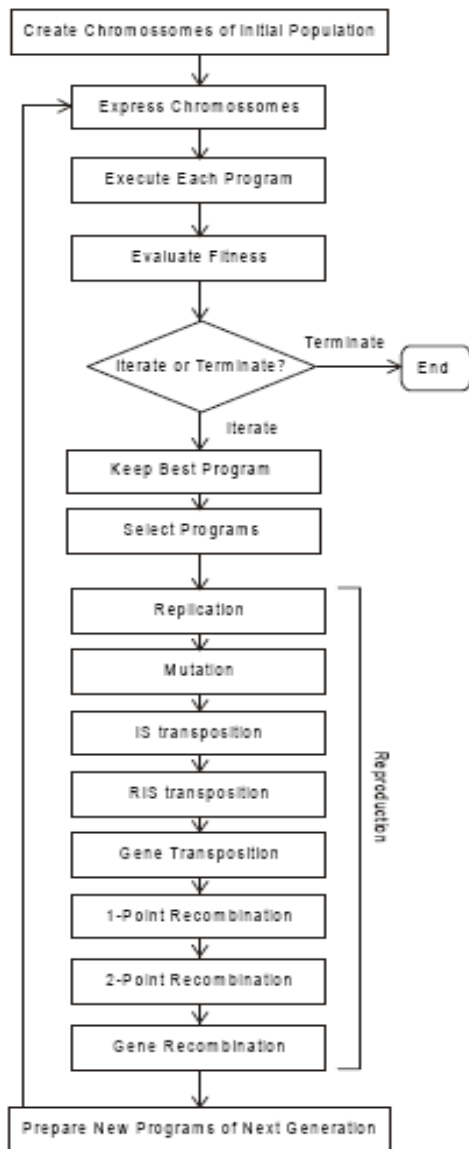 Create Chromossomes of Initial Population
Express Chromossomes
Execute Each Program
Evaluate Fitness
Iterate or Terminate?
Terminate
End
Iterate
Keep Best Program
Select Programs
Replication
Mutation
IS transposition
RIS transposition
Gene Transposition
1-Point Recombination
2-Point Recombination
Gene Recombination
Reproduction
Prepare New Programs of Next Generation